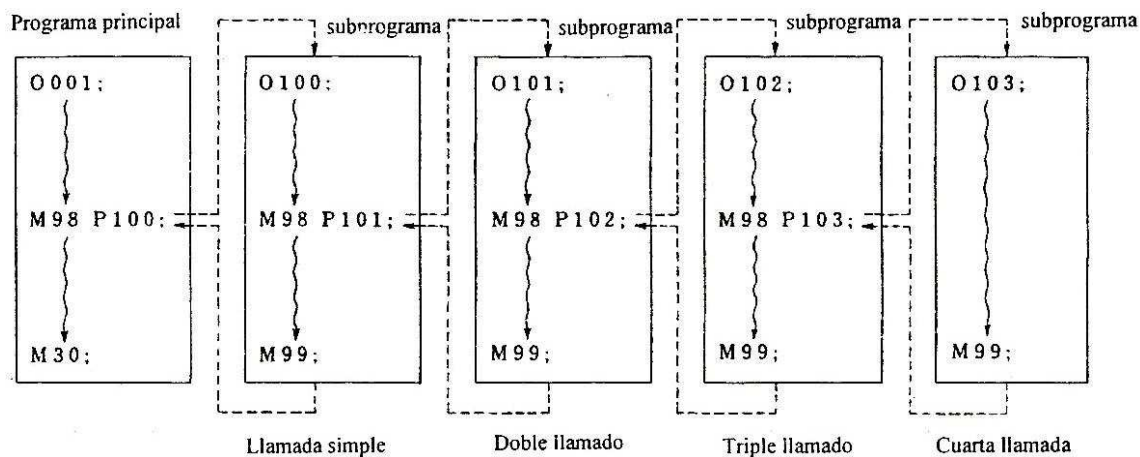 Programa principal
subprograma
subprograma
subprograma
subprograma
O001;
M98 P100;
M30;
O100;
M98 P101;
M99;
O101;
M98 P102;
M99;
O102;
M98 P103;
M99;
O103;
M99;
Llamada simple
Doble llamado
Triple llamado
Cuarta llamada